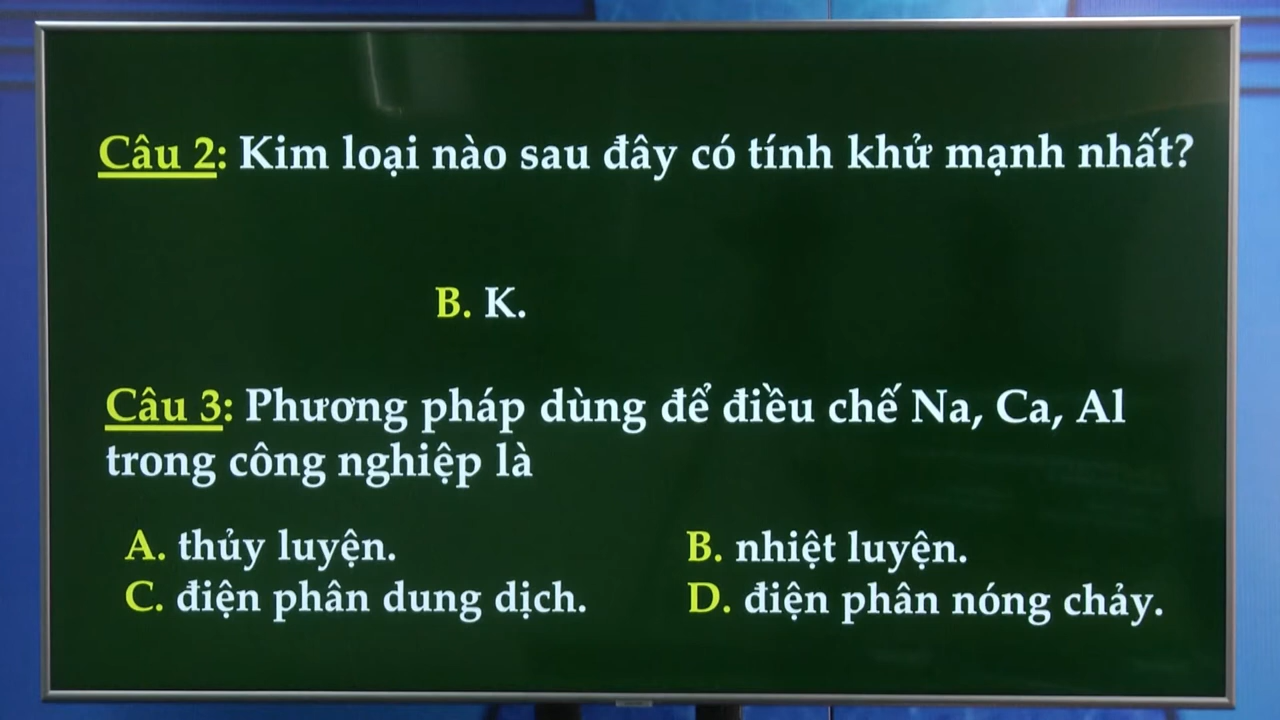 Câu 2: Kim loại nào sau đây có tính khử mạnh nhất?
B. K.
Câu 3: Phương pháp dùng để điều chế Na, Ca, Al
trong công nghiệp là
A. thủy luyện.
B. nhiệt luyện.
C. điện phân dung dịch.
D. điện phân nóng chảy.